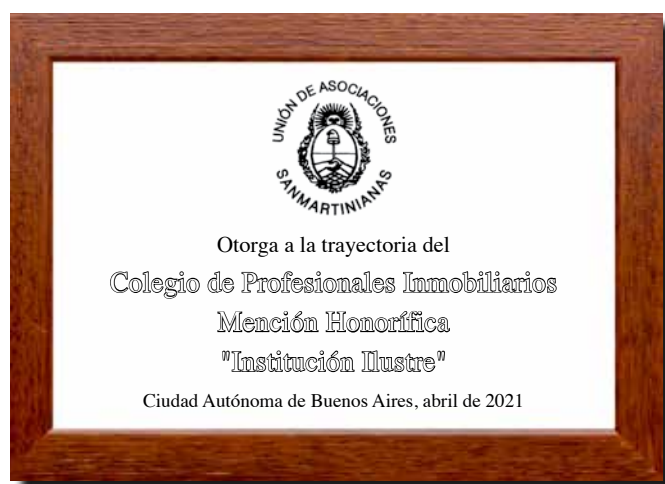 UNIÓN DE ASOCIACIONES
SANMARTINIANAS
Otorga a la trayectoria del
Colegio de Profesionales Inmobiliarios
Mención Honorífica
"Institución Ilustre"
Ciudad Autónoma de Buenos Aires, abril de 2021